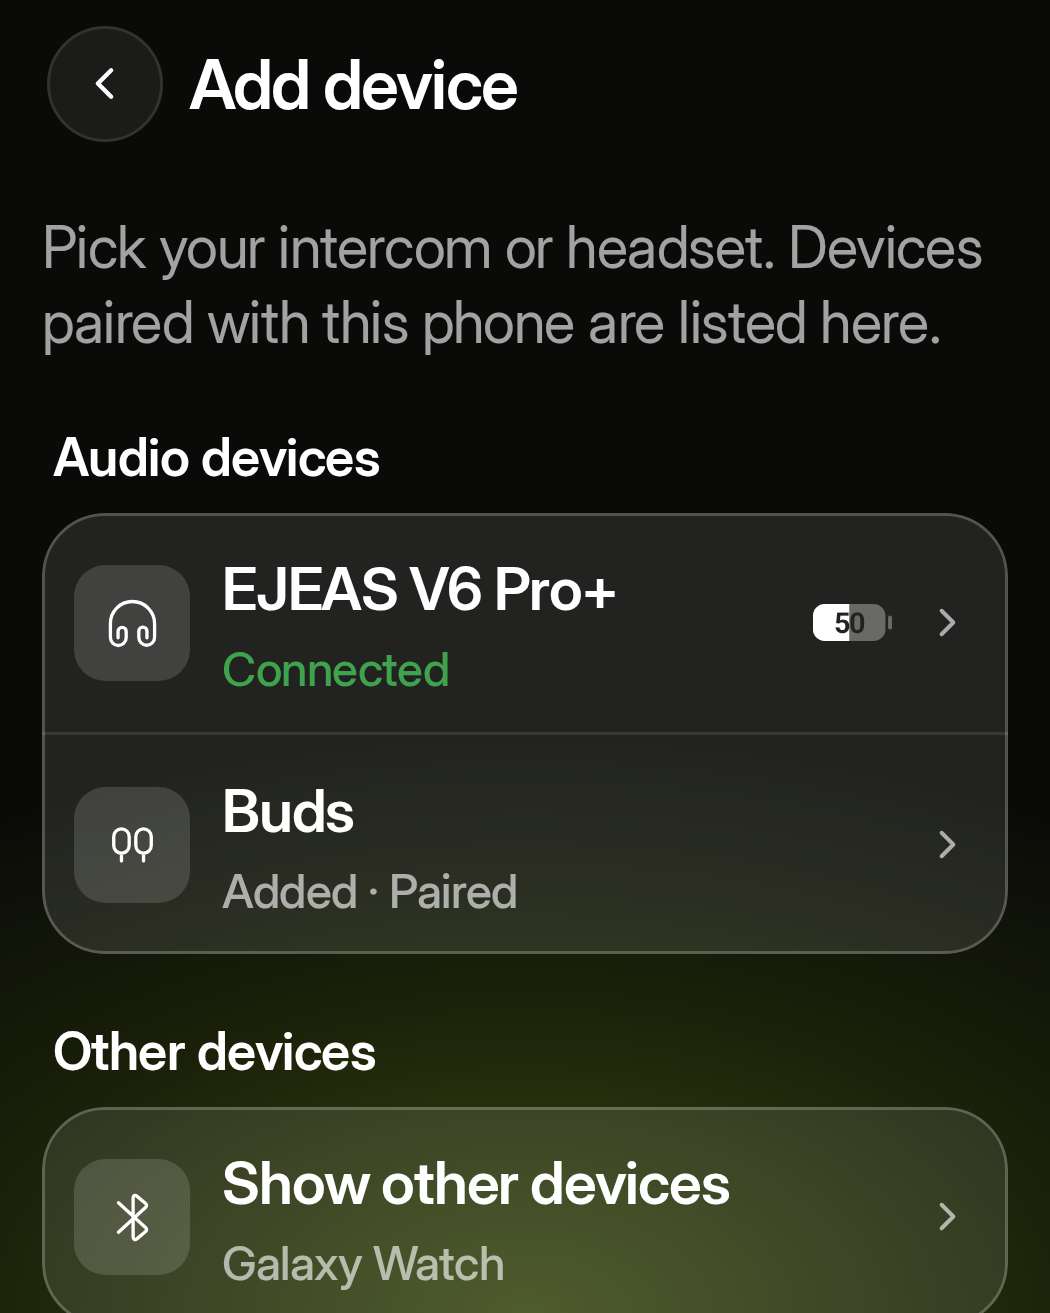 Add device
Pick your intercom or headset. Devices
paired with this phone are listed here.
Audio devices
EJEAS V6 Pro+
50
Connected
Buds
Added · Paired
Other devices
Show other devices
Galaxy Watch